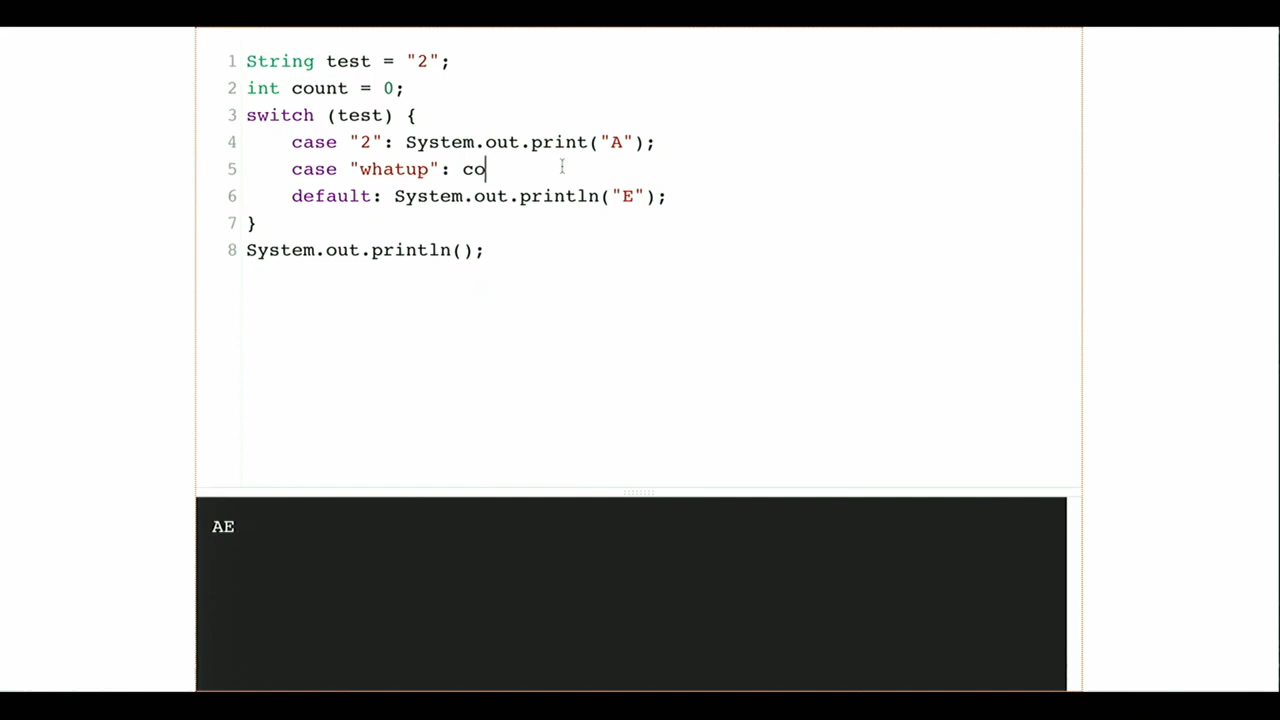 1 String test = "2";
2 int count = 0;
3 switch (test) {
4     case "2": System.out.print("A");
5     case "whatup": co
6     default: System.out.println("E");
7 }
8 System.out.println();
AE